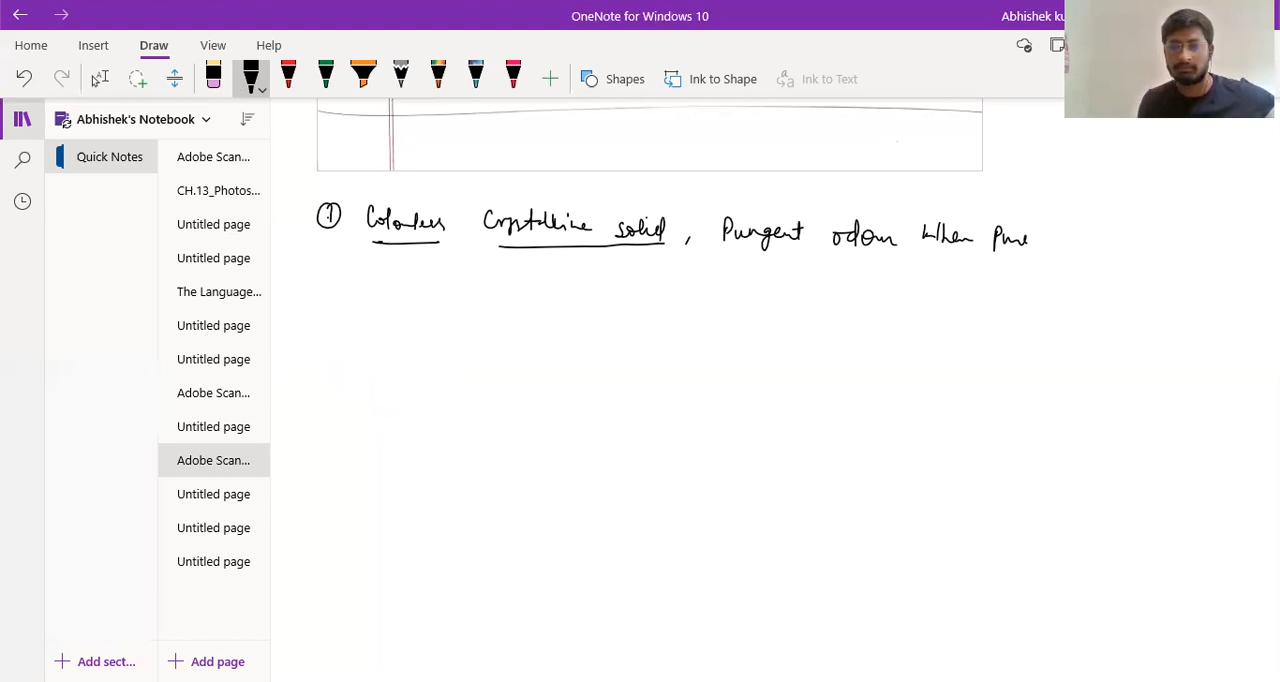 OneNote for Windows 10
Abhishek ku
Home Insert Draw View Help
Shapes Ink to Shape Ink to Text
Abhishek's Notebook
Quick Notes
Adobe Scan...
CH.13_Photos...
Untitled page
Untitled page
The Language...
Untitled page
Untitled page
Adobe Scan...
Untitled page
Adobe Scan...
Untitled page
Untitled page
Untitled page
Add sect... Add page
① Colourless Crystalline solid, Pungent odour when Pure